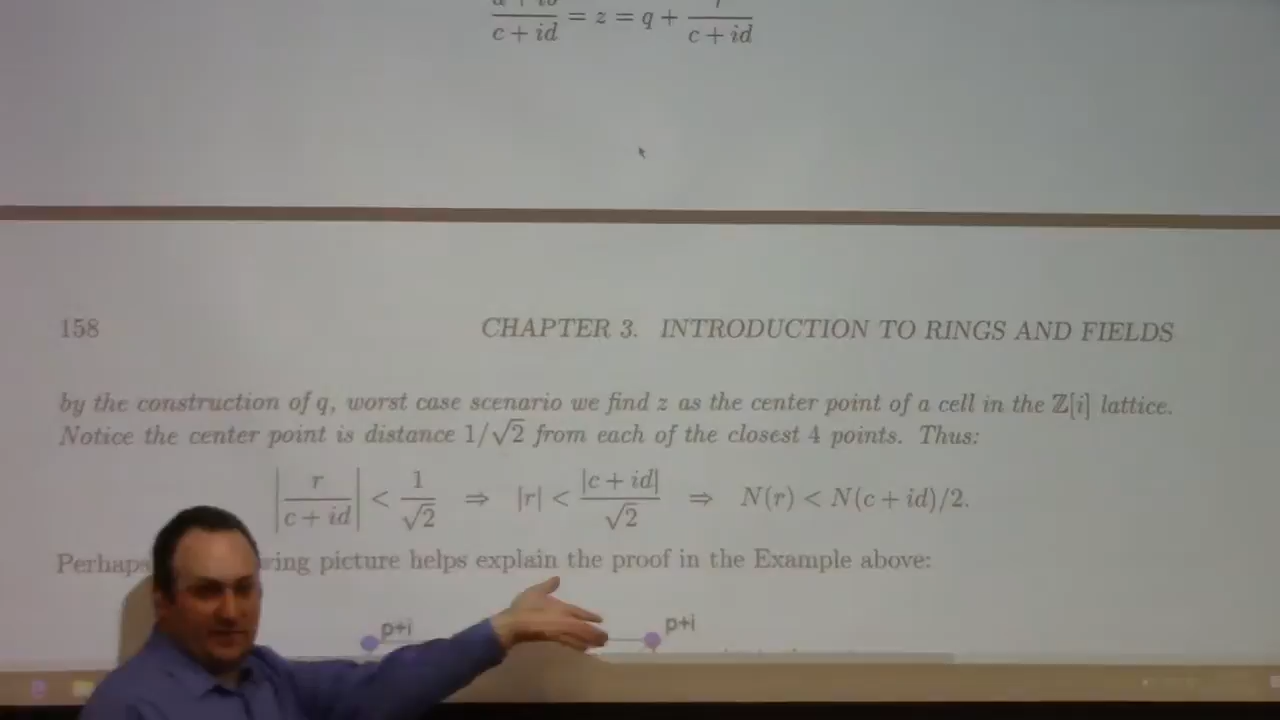 c + id = z = q + c + id
158 CHAPTER 3. INTRODUCTION TO RINGS AND FIELDS
by the construction of q, worst case scenario we find z as the center point of a cell in the ℤ[i] lattice.
Notice the center point is distance 1/√2 from each of the closest 4 points. Thus:
|r/(c + id)| < 1/√2 ⇒ |r| < |c + id|/√2 ⇒ N(r) < N(c + id)/2.
Perhaps picture helps explain the proof in the Example above:
p+i p+i